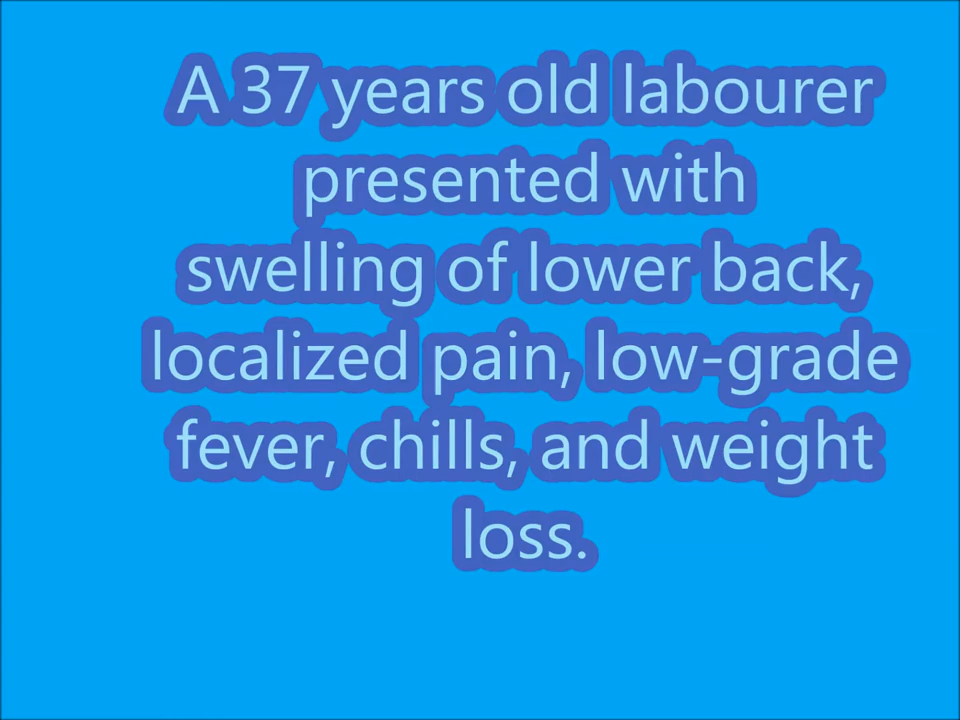 A 37 years old labourer
presented with
swelling of lower back,
localized pain, low-grade
fever, chills, and weight
loss.